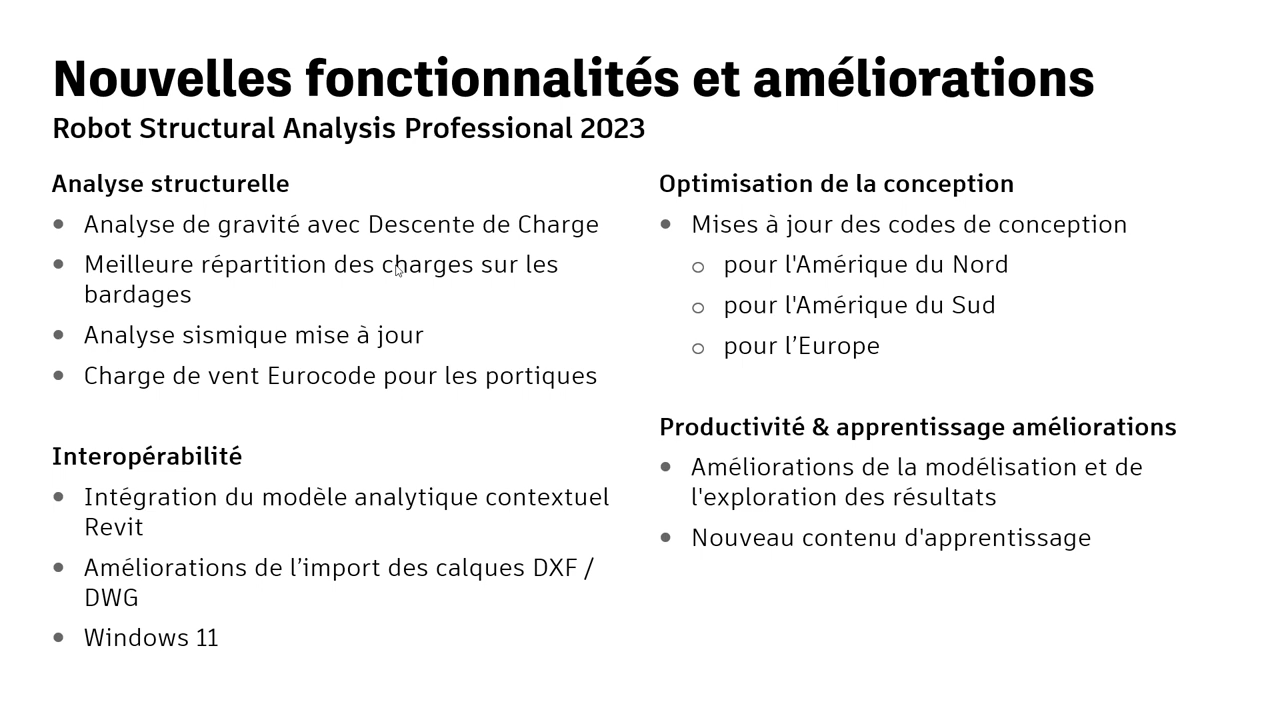 Nouvelles fonctionnalités et améliorations
Robot Structural Analysis Professional 2023
Analyse structurelle
Analyse de gravité avec Descente de Charge
Meilleure répartition des charges sur les
bardages
Analyse sismique mise à jour
Charge de vent Eurocode pour les portiques
Interopérabilité
Intégration du modèle analytique contextuel
Revit
Améliorations de l’import des calques DXF /
DWG
Windows 11
Optimisation de la conception
Mises à jour des codes de conception
pour l'Amérique du Nord
pour l'Amérique du Sud
pour l’Europe
Productivité & apprentissage améliorations
Améliorations de la modélisation et de
l'exploration des résultats
Nouveau contenu d'apprentissage